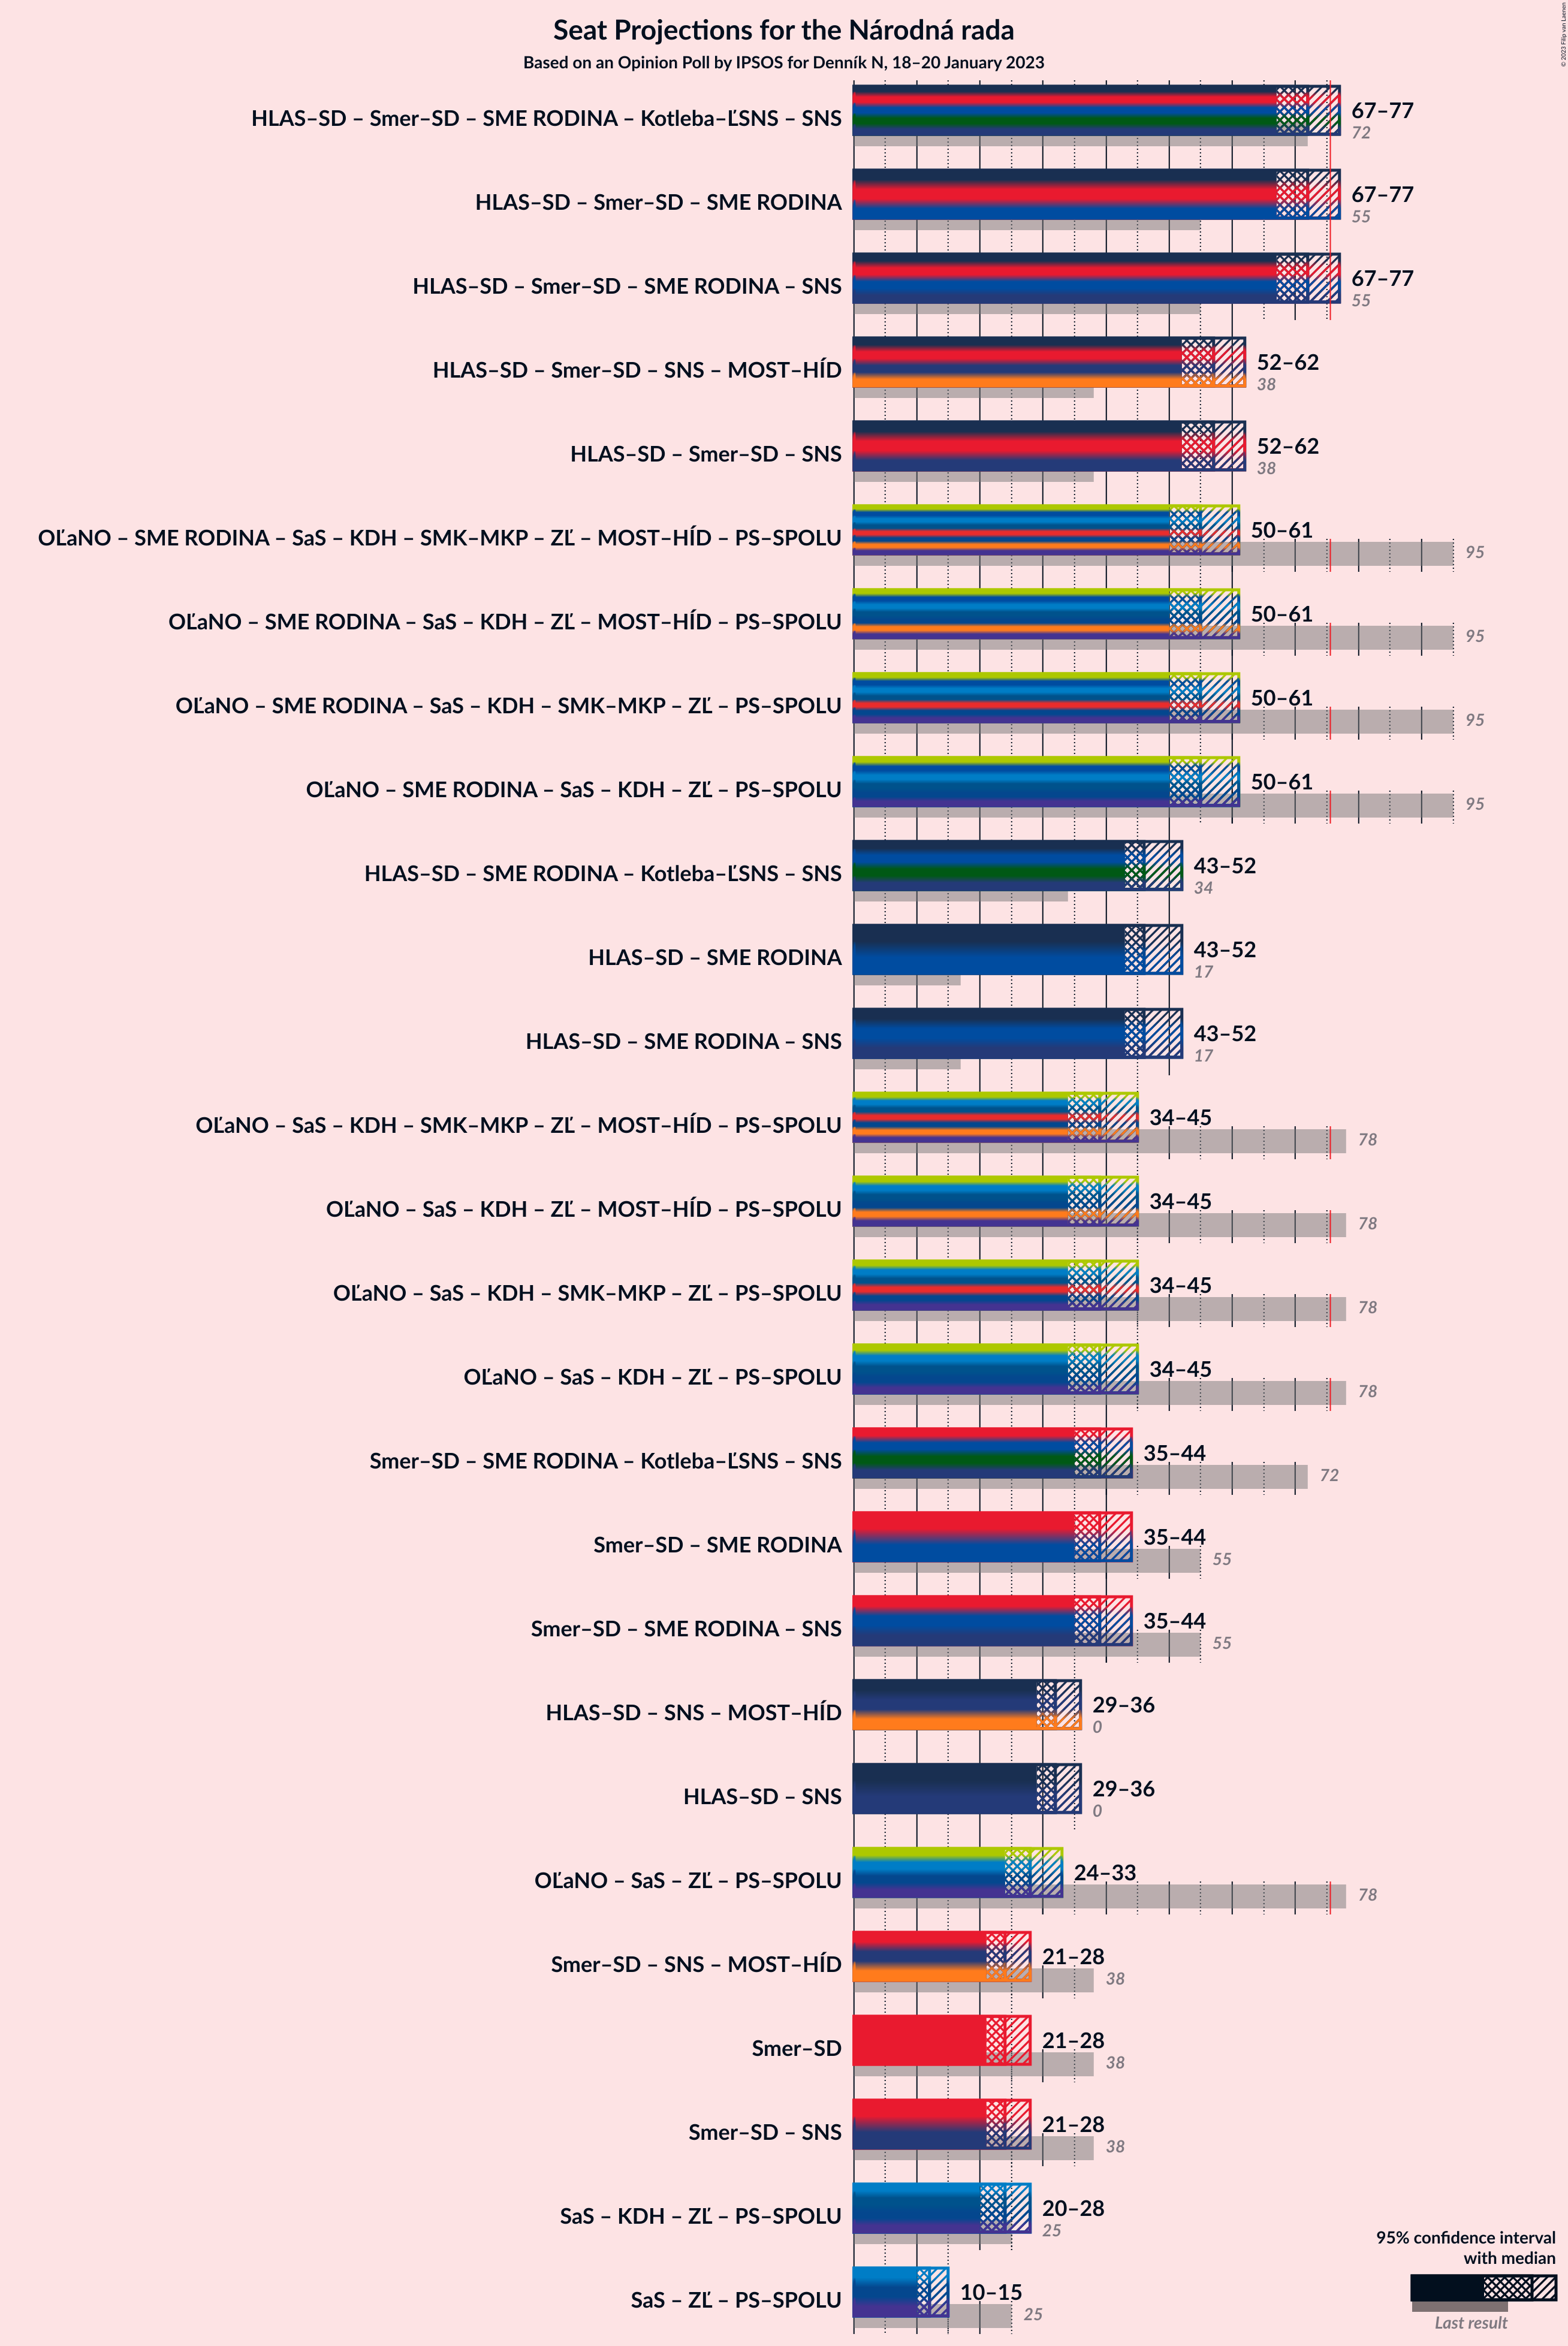 © 2023 Filip van Laenen
Seat Projections for the Národná rada
Based on an Opinion Poll by IPSOS for Denník N, 18–20 January 2023
HLAS–SD – Smer–SD – SME RODINA – Kotleba–ĽSNS – SNS
67–77
72
HLAS–SD – Smer–SD – SME RODINA
67–77
55
HLAS–SD – Smer–SD – SME RODINA – SNS
67–77
55
HLAS–SD – Smer–SD – SNS – MOST–HÍD
52–62
38
HLAS–SD – Smer–SD – SNS
52–62
38
OĽaNO – SME RODINA – SaS – KDH – SMK–MKP – ZĽ – MOST–HÍD – PS–SPOLU
50–61
95
OĽaNO – SME RODINA – SaS – KDH – ZĽ – MOST–HÍD – PS–SPOLU
50–61
95
OĽaNO – SME RODINA – SaS – KDH – SMK–MKP – ZĽ – PS–SPOLU
50–61
95
OĽaNO – SME RODINA – SaS – KDH – ZĽ – PS–SPOLU
50–61
95
HLAS–SD – SME RODINA – Kotleba–ĽSNS – SNS
43–52
34
HLAS–SD – SME RODINA
43–52
17
HLAS–SD – SME RODINA – SNS
43–52
17
OĽaNO – SaS – KDH – SMK–MKP – ZĽ – MOST–HÍD – PS–SPOLU
34–45
78
OĽaNO – SaS – KDH – ZĽ – MOST–HÍD – PS–SPOLU
34–45
78
OĽaNO – SaS – KDH – SMK–MKP – ZĽ – PS–SPOLU
34–45
78
OĽaNO – SaS – KDH – ZĽ – PS–SPOLU
34–45
78
Smer–SD – SME RODINA – Kotleba–ĽSNS – SNS
35–44
72
Smer–SD – SME RODINA
35–44
55
Smer–SD – SME RODINA – SNS
35–44
55
HLAS–SD – SNS – MOST–HÍD
29–36
0
HLAS–SD – SNS
29–36
0
OĽaNO – SaS – ZĽ – PS–SPOLU
24–33
78
Smer–SD – SNS – MOST–HÍD
21–28
38
Smer–SD
21–28
38
Smer–SD – SNS
21–28
38
SaS – KDH – ZĽ – PS–SPOLU
20–28
25
SaS – ZĽ – PS–SPOLU
10–15
25
95% confidence interval
with median
Last result